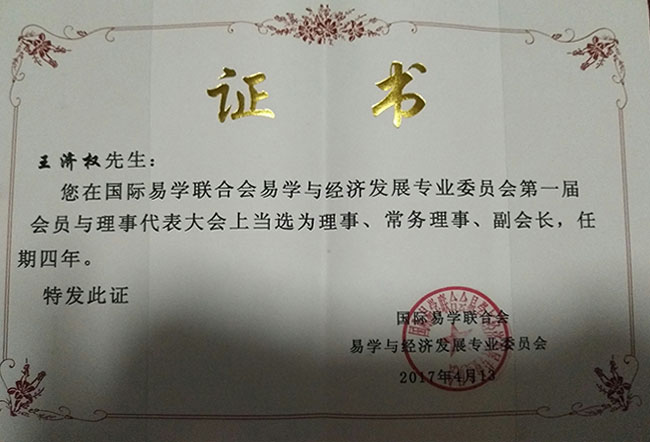 证 书
王济权先生：
您在国际易学联合会易学与经济发展专业委员会第一届
会员与理事代表大会上当选为理事、常务理事、副会长，任
期四年。
特发此证
国际易学联合会
易学与经济发展专业委员会
2017年4月13